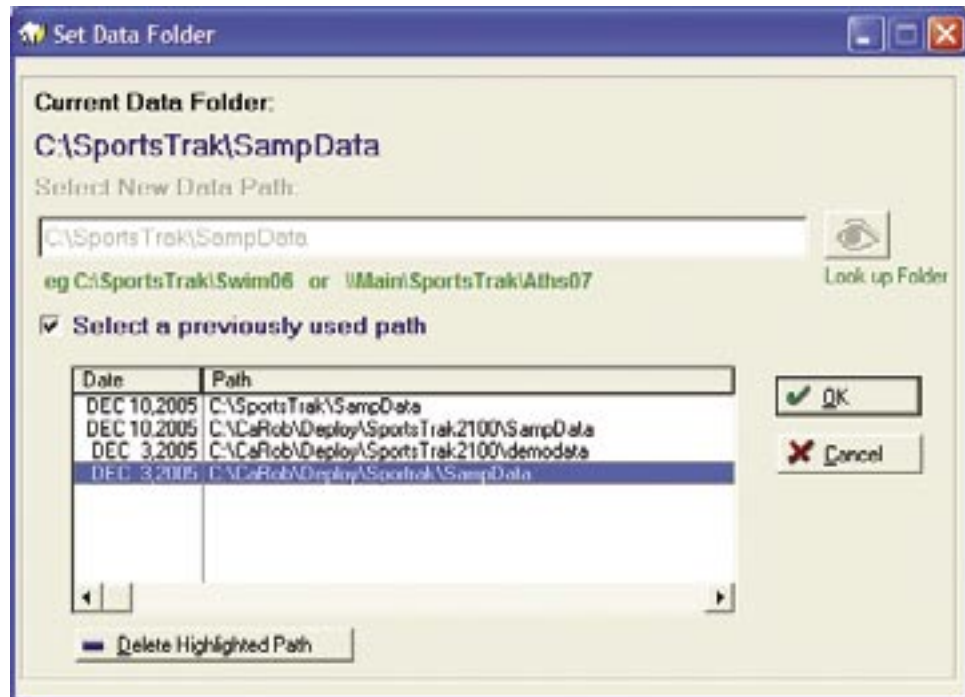 Set Data Folder
Current Data Folder:
C:\SportsTrak\SampData
Select New Data Path:
C:\SportsTrak\SampData
Look up Folder
eg C:\SportsTrak\Swim06 or \\Main\SportsTrak\Aths07
Select a previously used path
Date Path
DEC 10,2005 C:\SportsTrak\SampData
DEC 10,2005 C:\CaRob\Deploy\SportsTrak2100\SampData
DEC 3,2005 C:\CaRob\Deploy\SportsTrak2100\demodata
DEC 3,2005 C:\CaRob\Deploy\Sportrak\SampData
OK
Cancel
Delete Highlighted Path